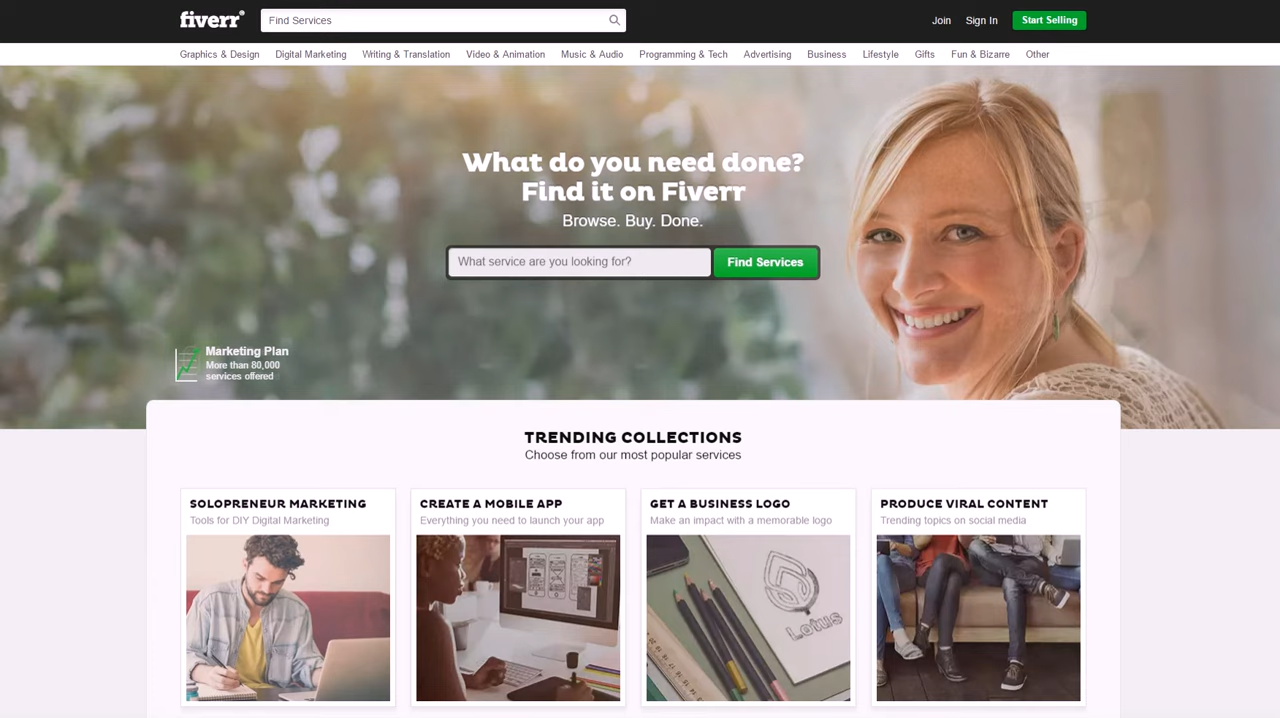 fiverr®
Find Services
Join
Sign In
Start Selling
Graphics & Design
Digital Marketing
Writing & Translation
Video & Animation
Music & Audio
Programming & Tech
Advertising
Business
Lifestyle
Gifts
Fun & Bizarre
Other
What do you need done?
Find it on Fiverr
Browse. Buy. Done.
What service are you looking for?
Find Services
Marketing Plan
More than 80,000
services offered
TRENDING COLLECTIONS
Choose from our most popular services
SOLOPRENEUR MARKETING
Tools for DIY Digital Marketing
CREATE A MOBILE APP
Everything you need to launch your app
GET A BUSINESS LOGO
Make an impact with a memorable logo
Lotus
PRODUCE VIRAL CONTENT
Trending topics on social media